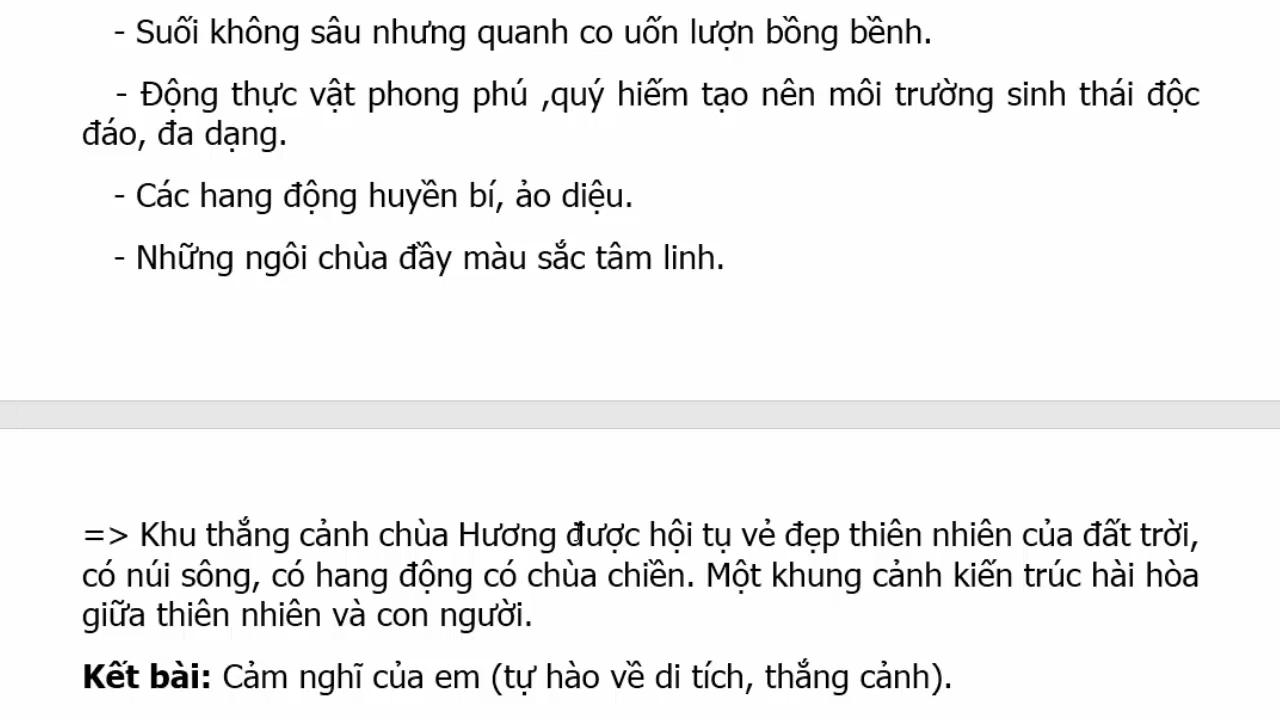 - Suối không sâu nhưng quanh co uốn lượn bồng bềnh.
- Động thực vật phong phú ,quý hiếm tạo nên môi trường sinh thái độc
đáo, đa dạng.
- Các hang động huyền bí, ảo diệu.
- Những ngôi chùa đầy màu sắc tâm linh.
=> Khu thắng cảnh chùa Hương được hội tụ vẻ đẹp thiên nhiên của đất trời,
có núi sông, có hang động có chùa chiền. Một khung cảnh kiến trúc hài hòa
giữa thiên nhiên và con người.
Kết bài: Cảm nghĩ của em (tự hào về di tích, thắng cảnh).